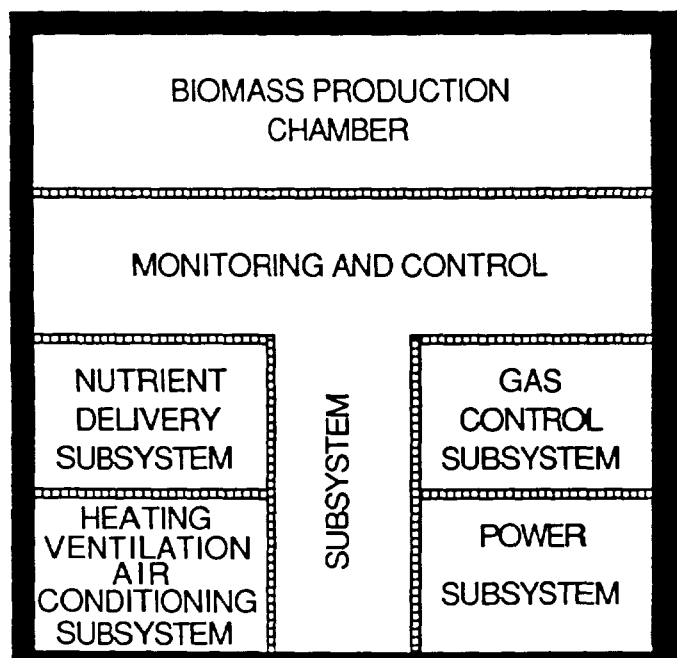 BIOMASS PRODUCTION
CHAMBER
MONITORING AND CONTROL
SUBSYSTEM
NUTRIENT
DELIVERY
SUBSYSTEM
GAS
CONTROL
SUBSYSTEM
HEATING
VENTILATION
AIR
CONDITIONING
SUBSYSTEM
POWER
SUBSYSTEM